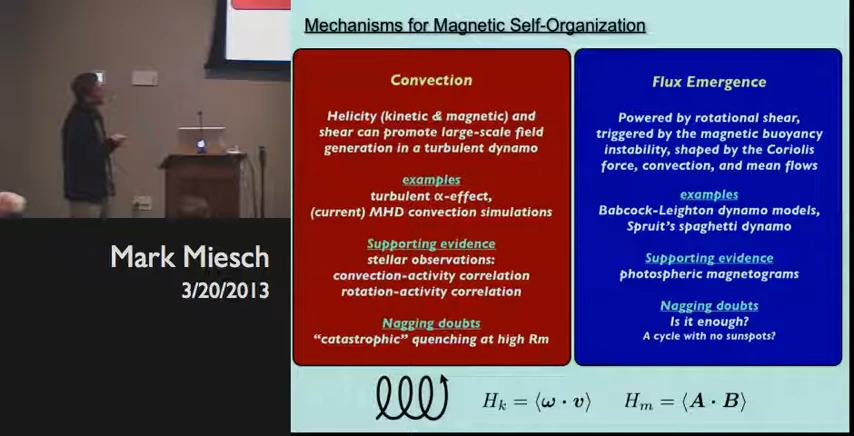 Mechanisms for Magnetic Self-Organization
Convection
Helicity (kinetic & magnetic) and
shear can promote large-scale field
generation in a turbulent dynamo
examples
turbulent α-effect,
(current) MHD convection simulations
Supporting evidence
stellar observations:
convection-activity correlation
rotation-activity correlation
Nagging doubts
“catastrophic” quenching at high Rm
Flux Emergence
Powered by rotational shear,
triggered by the magnetic buoyancy
instability, shaped by the Coriolis
force, convection, and mean flows
examples
Babcock-Leighton dynamo models,
Spruit’s spaghetti dynamo
Supporting evidence
photospheric magnetograms
Nagging doubts
Is it enough?
A cycle with no sunspots?
H_k = ⟨ω · v⟩ H_m = ⟨A · B⟩
Mark Miesch
3/20/2013